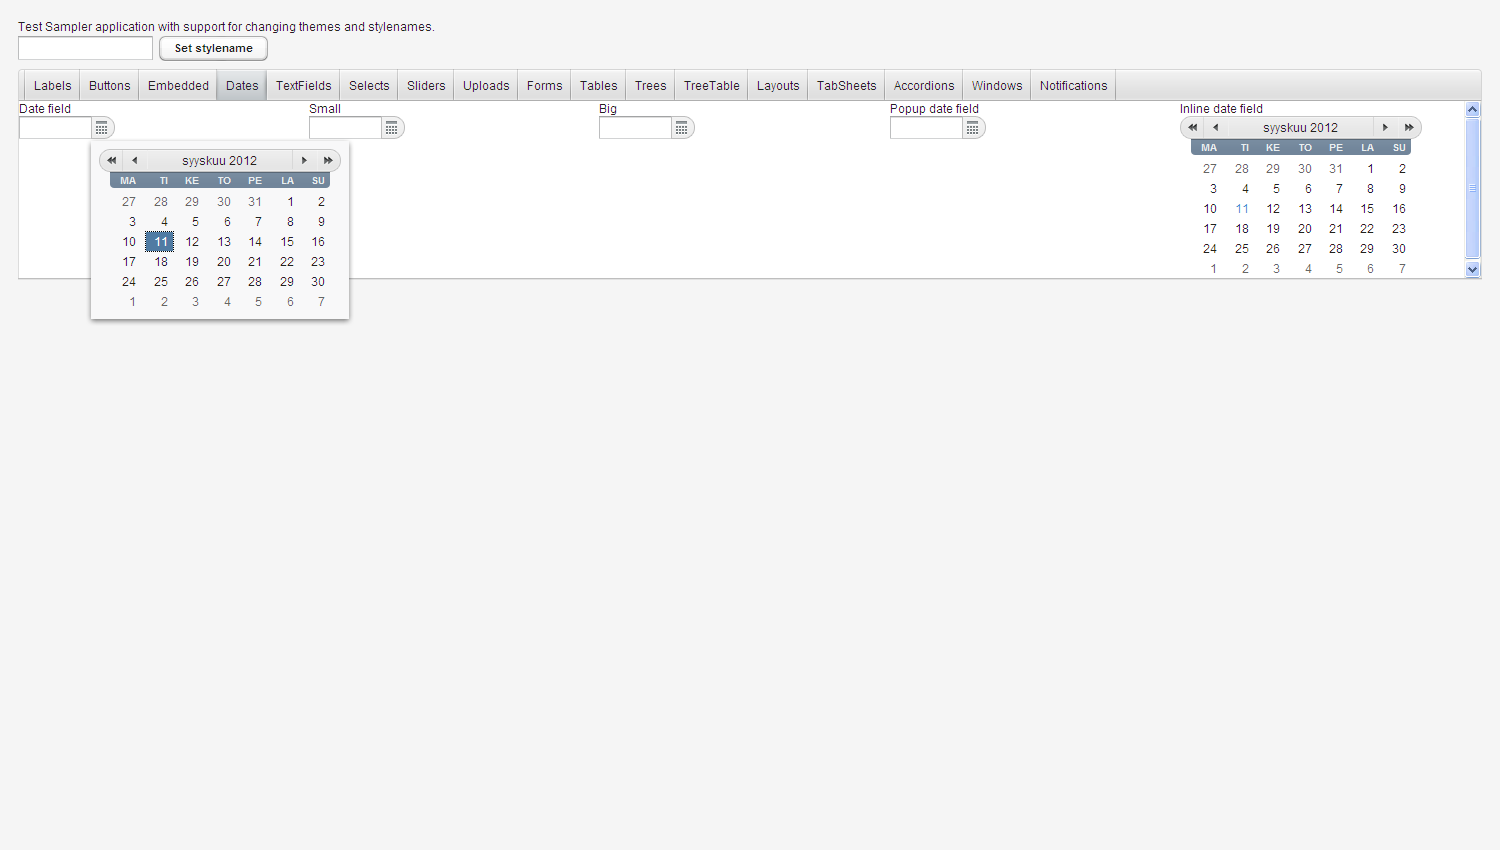 Test Sampler application with support for changing themes and stylenames.
Set stylename
Labels Buttons Embedded Dates TextFields Selects Sliders Uploads Forms Tables Trees TreeTable Layouts TabSheets Accordions Windows Notifications
Date field Small Big Popup date field Inline date field
syyskuu 2012
MA TI KE TO PE LA SU
27 28 29 30 31 1 2
3 4 5 6 7 8 9
10 11 12 13 14 15 16
17 18 19 20 21 22 23
24 25 26 27 28 29 30
1 2 3 4 5 6 7
syyskuu 2012
MA TI KE TO PE LA SU
27 28 29 30 31 1 2
3 4 5 6 7 8 9
10 11 12 13 14 15 16
17 18 19 20 21 22 23
24 25 26 27 28 29 30
1 2 3 4 5 6 7